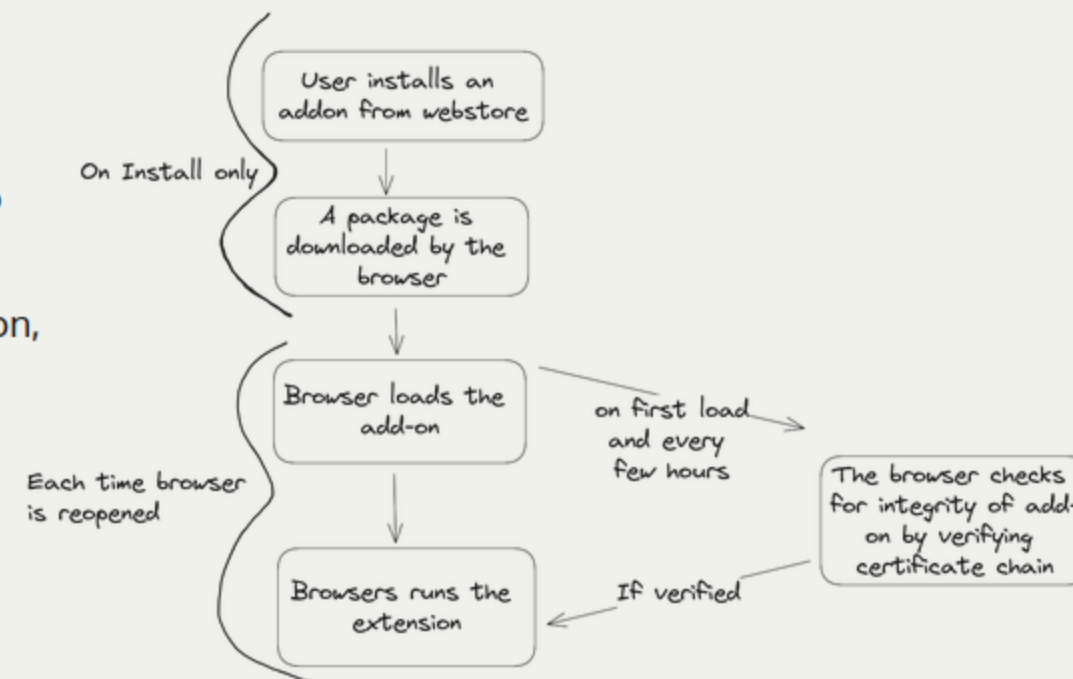 User installs an
addon from webstore
On Install only
A package is
downloaded by the
browser
on,
Browser loads the
add-on
on first load
and every
few hours
Each time browser
is reopened
The browser checks
for integrity of add-
on by verifying
certificate chain
If verified
Browsers runs the
extension